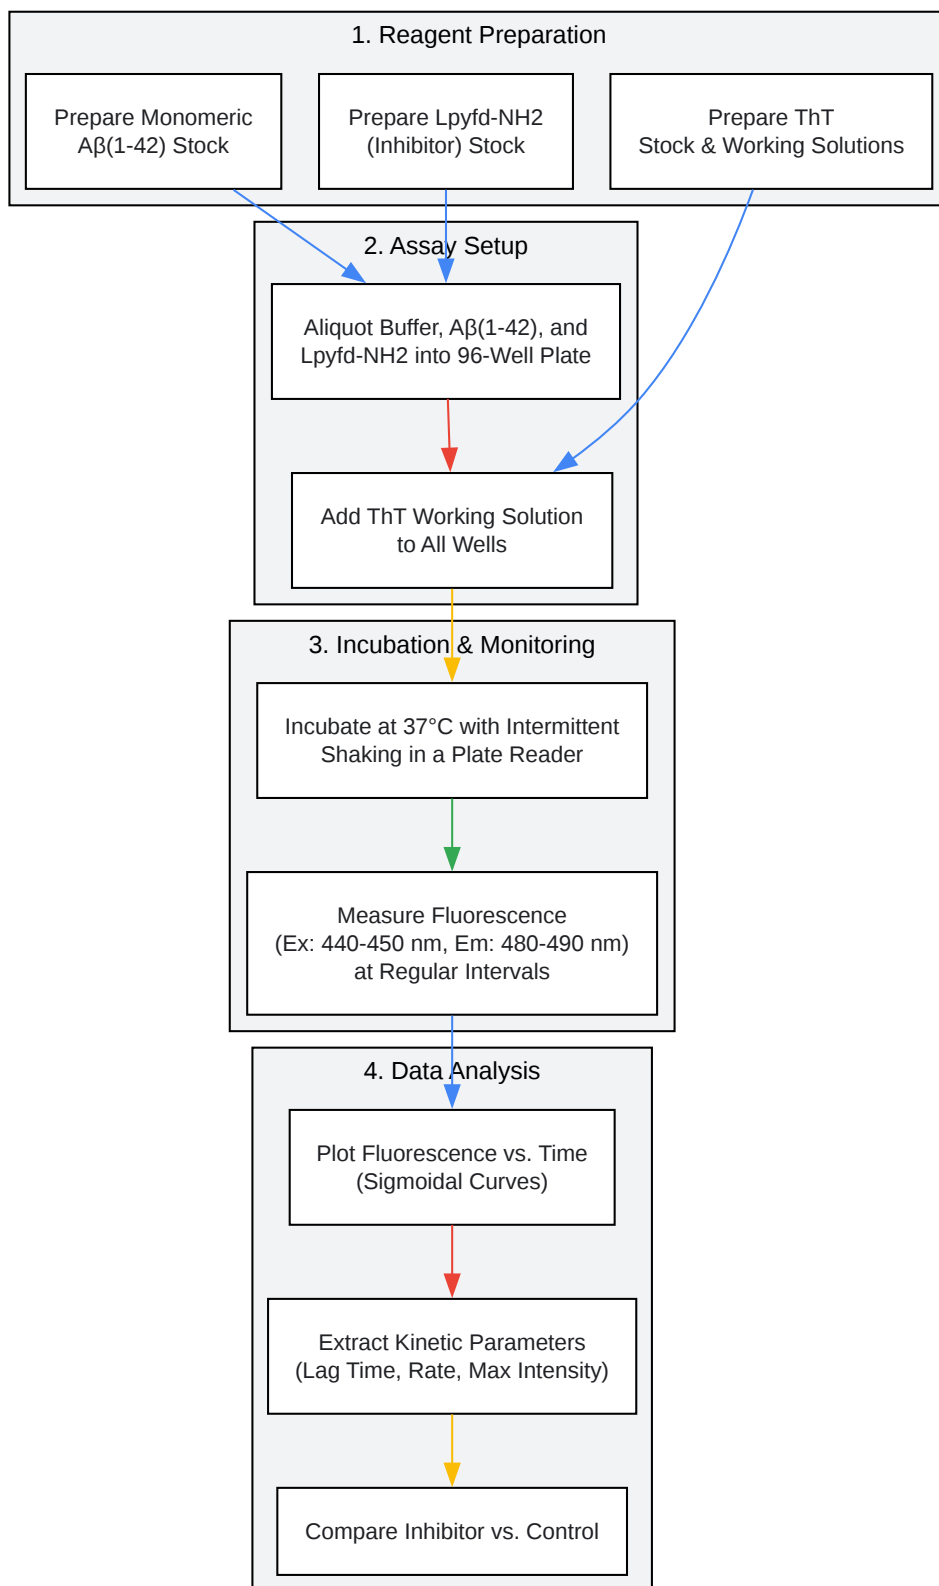 1. Reagent Preparation
Prepare Monomeric
Aβ(1-42) Stock
Prepare Lpyfd-NH2
(Inhibitor) Stock
Prepare ThT
Stock & Working Solutions
2. Assay Setup
Aliquot Buffer, Aβ(1-42), and
Lpyfd-NH2 into 96-Well Plate
Add ThT Working Solution
to All Wells
3. Incubation & Monitoring
Incubate at 37°C with Intermittent
Shaking in a Plate Reader
Measure Fluorescence
(Ex: 440-450 nm, Em: 480-490 nm)
at Regular Intervals
4. Data Analysis
Plot Fluorescence vs. Time
(Sigmoidal Curves)
Extract Kinetic Parameters
(Lag Time, Rate, Max Intensity)
Compare Inhibitor vs. Control